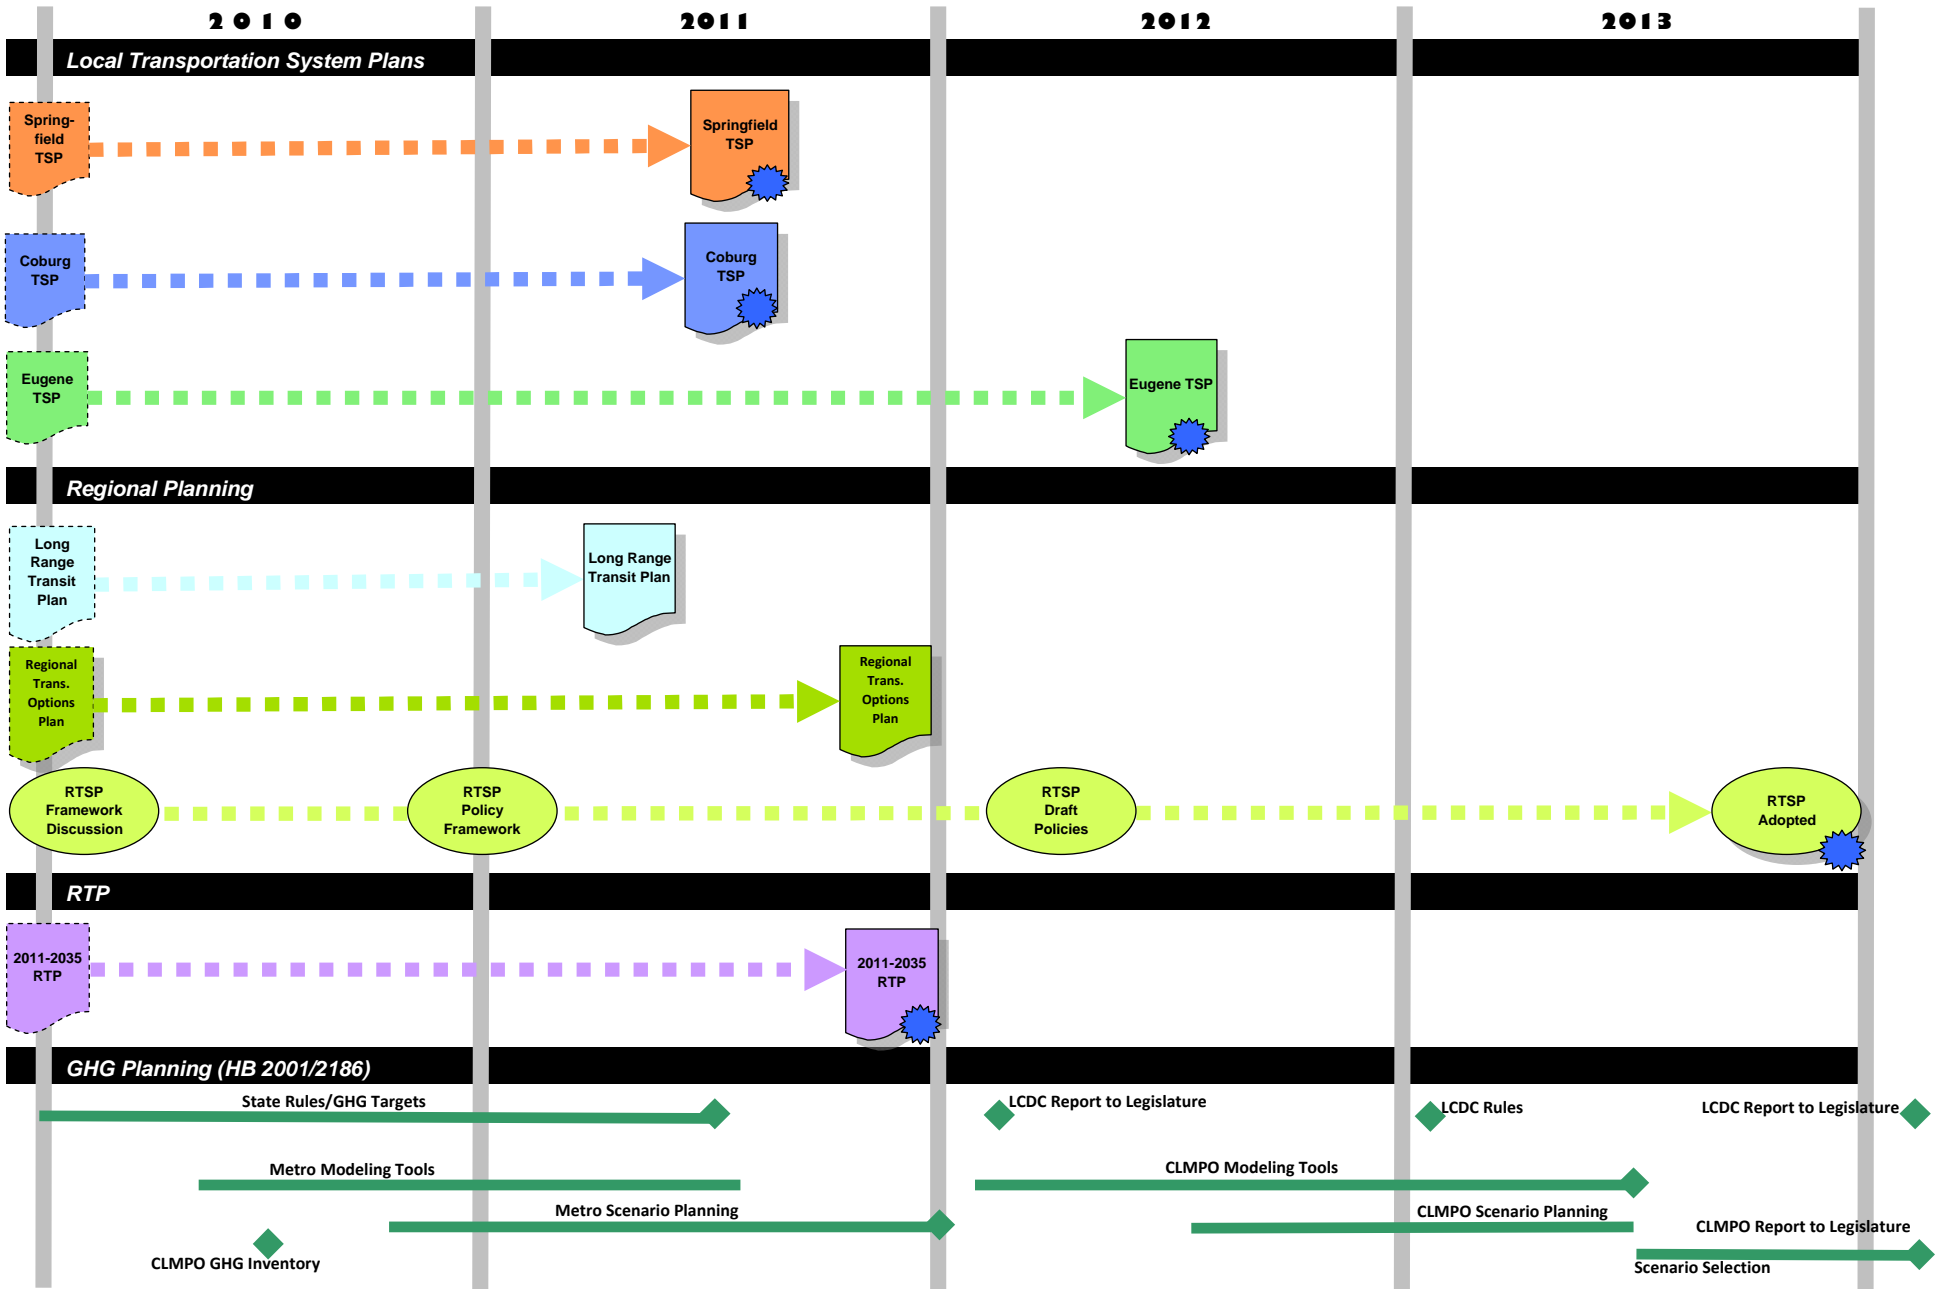 2010 2011 2012 2013
Local Transportation System Plans
Spring-
field
TSP
Springfield
TSP
Coburg
TSP
Coburg
TSP
Eugene
TSP
Eugene TSP
Regional Planning
Long
Range
Transit
Plan
Long Range
Transit Plan
Regional
Trans.
Options
Plan
Regional
Trans.
Options
Plan
RTSP
Framework
Discussion
RTSP
Policy
Framework
RTSP
Draft
Policies
RTSP
Adopted
RTP
2011-2035
RTP
2011-2035
RTP
GHG Planning (HB 2001/2186)
State Rules/GHG Targets
LCDC Report to Legislature
LCDC Rules
LCDC Report to Legislature
Metro Modeling Tools
CLMPO Modeling Tools
Metro Scenario Planning
CLMPO Scenario Planning
CLMPO Report to Legislature
CLMPO GHG Inventory
Scenario Selection